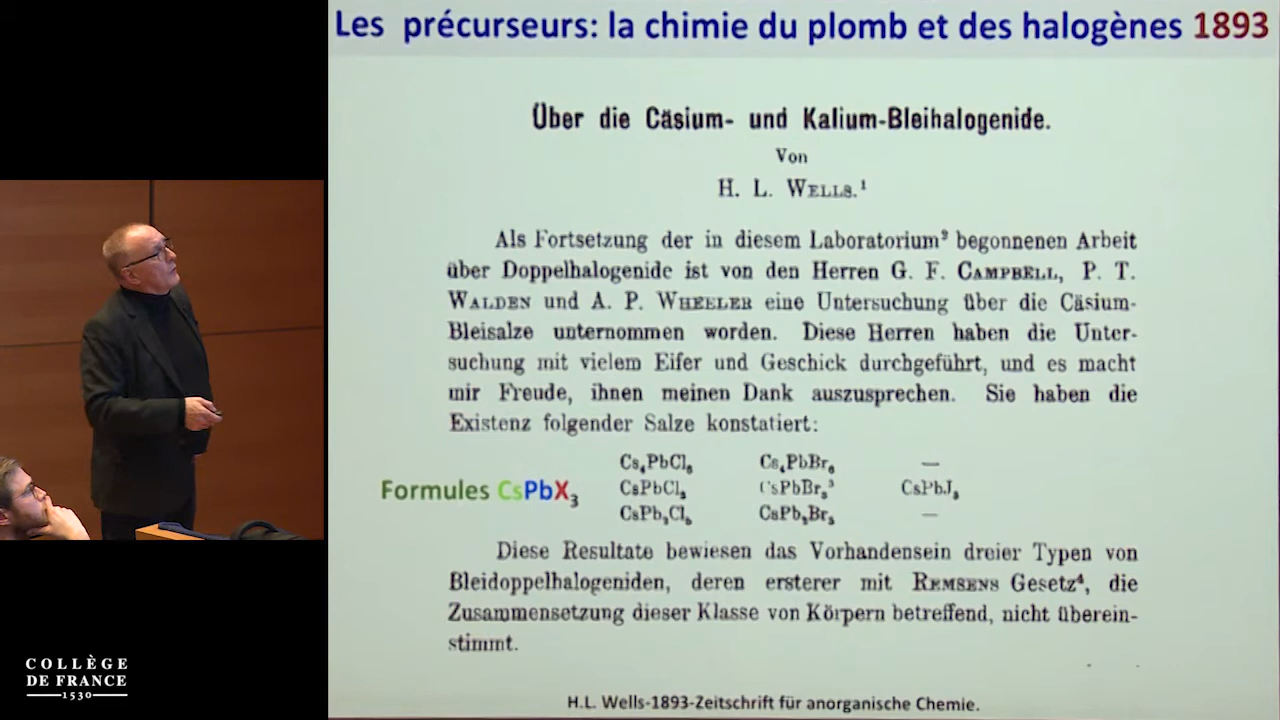 Les précurseurs: la chimie du plomb et des halogènes 1893
Über die Cäsium- und Kalium-Bleihalogenide.
Von
H. L. WELLS.¹
Als Fortsetzung der in diesem Laboratorium² begonnenen Arbeit
über Doppelhalogenide ist von den Herren G. F. CAMPBELL, P. T.
WALDEN und A. P. WHEELER eine Untersuchung über die Cäsium-
Bleisalze unternommen worden. Diese Herren haben die Unter-
suchung mit vielem Eifer und Geschick durchgeführt, und es macht
mir Freude, ihnen meinen Dank auszusprechen. Sie haben die
Existenz folgender Salze konstatiert:
Cs₄PbCl₆ Cs₄PbBr₆ —
Formules CsPbX₃ CsPbCl₃ CsPbBr₃³ CsPbJ₃
CsPb₂Cl₅ CsPb₂Br₅ —
Diese Resultate bewiesen das Vorhandensein dreier Typen von
Bleidoppelhalogeniden, deren ersterer mit REMSENS Gesetz⁴, die
Zusammensetzung dieser Klasse von Körpern betreffend, nicht überein-
stimmt.
H.L. Wells-1893-Zeitschrift für anorganische Chemie.
COLLÈGE
DE FRANCE
1530